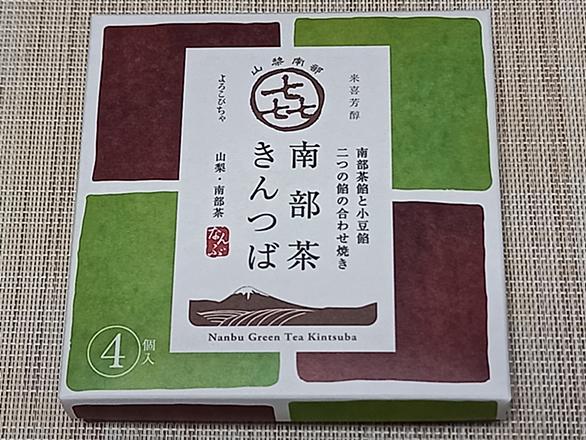 山梨南部
㐂
来喜芳醇
よろこびちゃ
南部茶餡と小豆餡
二つの餡の合わせ焼き
南部茶
きんつば
山梨・南部茶
なんぶ
Nanbu Green Tea Kintsuba
4個入